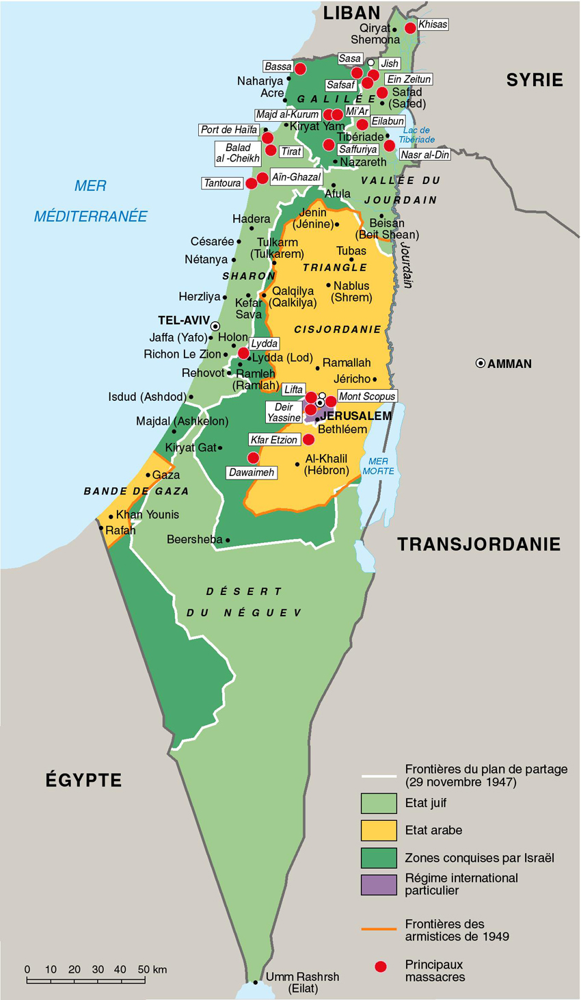 LIBAN
Qiryat
Shemona
Khisas
SYRIE
Bassa
Sasa
Jish
Nahariya
Acre
Safsaf
Ein Zeitun
Safad
(Safed)
GALILÉE
Majd al-Kurum
Mi'Ar
Eilabun
Kiryat Yam
Port de Haïfa
Tibériade
Lac de
Tibériade
Balad
al -Cheikh
Tirat
Saffuriya
Nasr al-Din
Nazareth
Tantoura
Aïn-Ghazal
MER
MÉDITERRANÉE
VALLÉE DU
JOURDAIN
Afula
Hadera
Jenin
(Jénine)
Beisan
(Beit Shean)
Césarée
Tulkarm
(Tulkarem)
Jourdain
Nétanya
Tubas
TRIANGLE
SHARON
Herzliya
Kefar
Sava
Qalqilya
(Qalkilya)
Nablus
(Shrem)
TEL-AVIV
CISJORDANIE
Jaffa (Yafo)
Holon
Lydda
Richon Le Zion
Lydda (Lod)
Ramallah
AMMAN
Rehovot
Ramleh
(Ramlah)
Jéricho
Isdud (Ashdod)
Lifta
Mont Scopus
Deir
Yassine
JERUSALEM
Majdal (Ashkelon)
Bethléem
Kfar Etzion
Kiryat Gat
Dawaimeh
Al-Khalil
(Hébron)
MER
MORTE
Gaza
BANDE DE GAZA
Khan Younis
Rafah
Beersheba
TRANSJORDANIE
DÉSERT
DU NÉGUEV
ÉGYPTE
Frontières du plan de partage
(29 novembre 1947)
Etat juif
Etat arabe
Zones conquises par Israël
Régime international
particulier
Frontières des
armistices de 1949
Principaux
massacres
0 10 20 30 40 50 km
Umm Rashrsh
(Eilat)